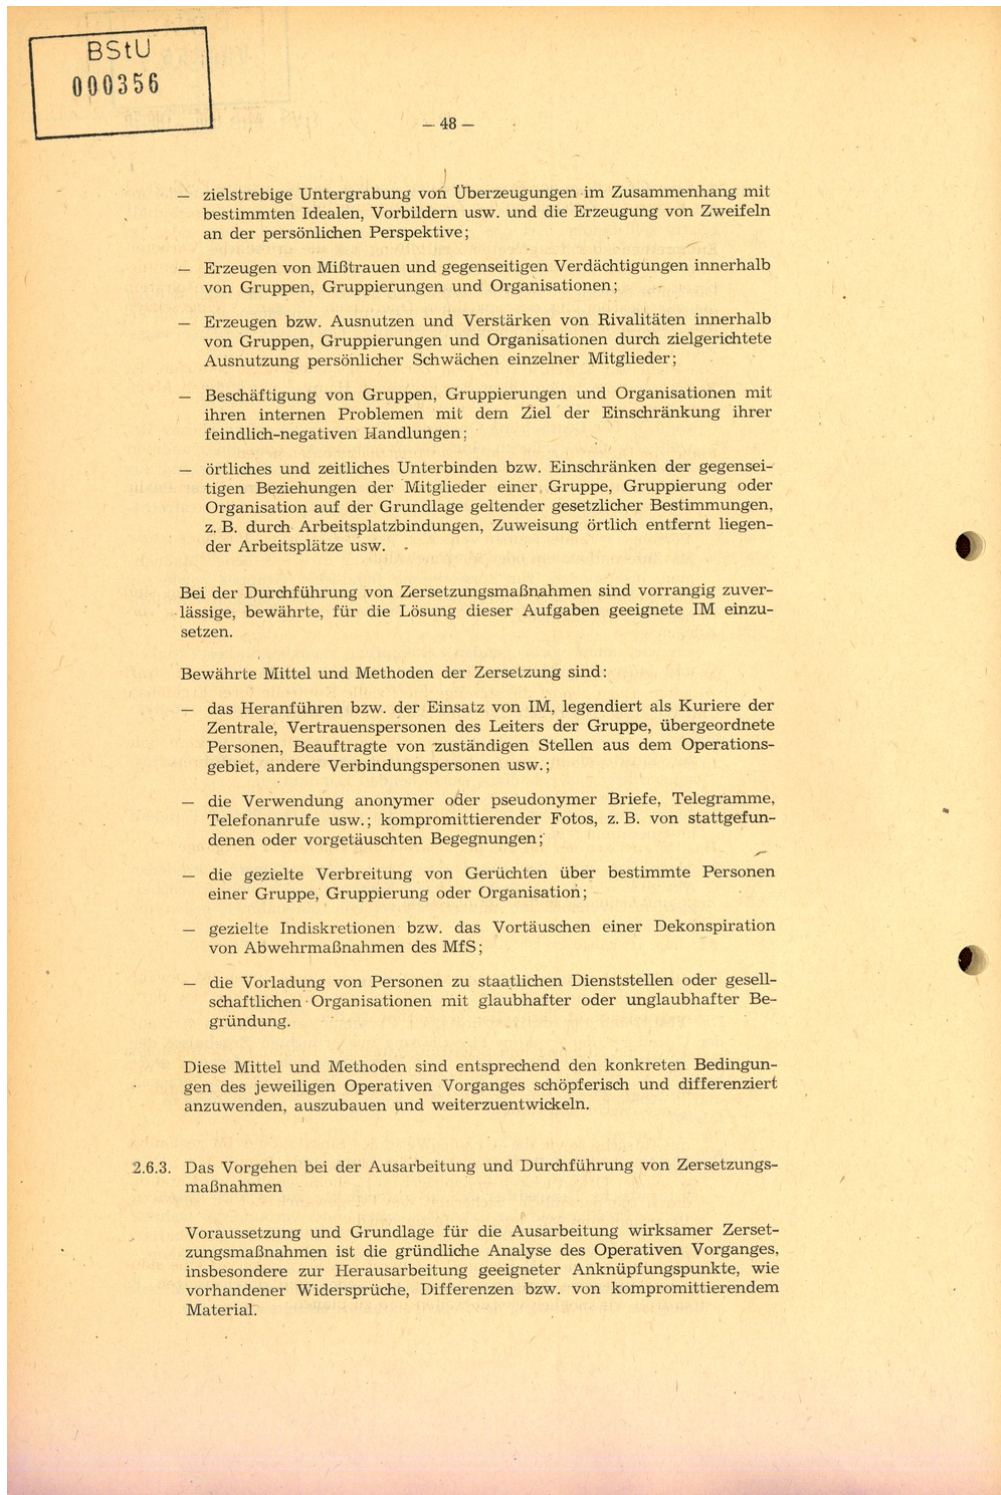 BStU
000356
— 48 —
— zielstrebige Untergrabung von Überzeugungen im Zusammenhang mit
bestimmten Idealen, Vorbildern usw. und die Erzeugung von Zweifeln
an der persönlichen Perspektive;
— Erzeugen von Mißtrauen und gegenseitigen Verdächtigungen innerhalb
von Gruppen, Gruppierungen und Organisationen;
— Erzeugen bzw. Ausnutzen und Verstärken von Rivalitäten innerhalb
von Gruppen, Gruppierungen und Organisationen durch zielgerichtete
Ausnutzung persönlicher Schwächen einzelner Mitglieder;
— Beschäftigung von Gruppen, Gruppierungen und Organisationen mit
ihren internen Problemen mit dem Ziel der Einschränkung ihrer
feindlich-negativen Handlungen;
— örtliches und zeitliches Unterbinden bzw. Einschränken der gegensei-
tigen Beziehungen der Mitglieder einer Gruppe, Gruppierung oder
Organisation auf der Grundlage geltender gesetzlicher Bestimmungen,
z. B. durch Arbeitsplatzbindungen, Zuweisung örtlich entfernt liegen-
der Arbeitsplätze usw.
Bei der Durchführung von Zersetzungsmaßnahmen sind vorrangig zuver-
lässige, bewährte, für die Lösung dieser Aufgaben geeignete IM einzu-
setzen.
Bewährte Mittel und Methoden der Zersetzung sind:
— das Heranführen bzw. der Einsatz von IM, legendiert als Kuriere der
Zentrale, Vertrauenspersonen des Leiters der Gruppe, übergeordnete
Personen, Beauftragte von zuständigen Stellen aus dem Operations-
gebiet, andere Verbindungspersonen usw.;
— die Verwendung anonymer oder pseudonymer Briefe, Telegramme,
Telefonanrufe usw.; kompromittierender Fotos, z. B. von stattgefun-
denen oder vorgetäuschten Begegnungen;
— die gezielte Verbreitung von Gerüchten über bestimmte Personen
einer Gruppe, Gruppierung oder Organisation;
— gezielte Indiskretionen bzw. das Vortäuschen einer Dekonspiration
von Abwehrmaßnahmen des MfS;
— die Vorladung von Personen zu staatlichen Dienststellen oder gesell-
schaftlichen Organisationen mit glaubhafter oder unglaubhafter Be-
gründung.
Diese Mittel und Methoden sind entsprechend den konkreten Bedingun-
gen des jeweiligen Operativen Vorganges schöpferisch und differenziert
anzuwenden, auszubauen und weiterzuentwickeln.
2.6.3. Das Vorgehen bei der Ausarbeitung und Durchführung von Zersetzungs-
maßnahmen
Voraussetzung und Grundlage für die Ausarbeitung wirksamer Zerset-
zungsmaßnahmen ist die gründliche Analyse des Operativen Vorganges,
insbesondere zur Herausarbeitung geeigneter Anknüpfungspunkte, wie
vorhandener Widersprüche, Differenzen bzw. von kompromittierendem
Material.